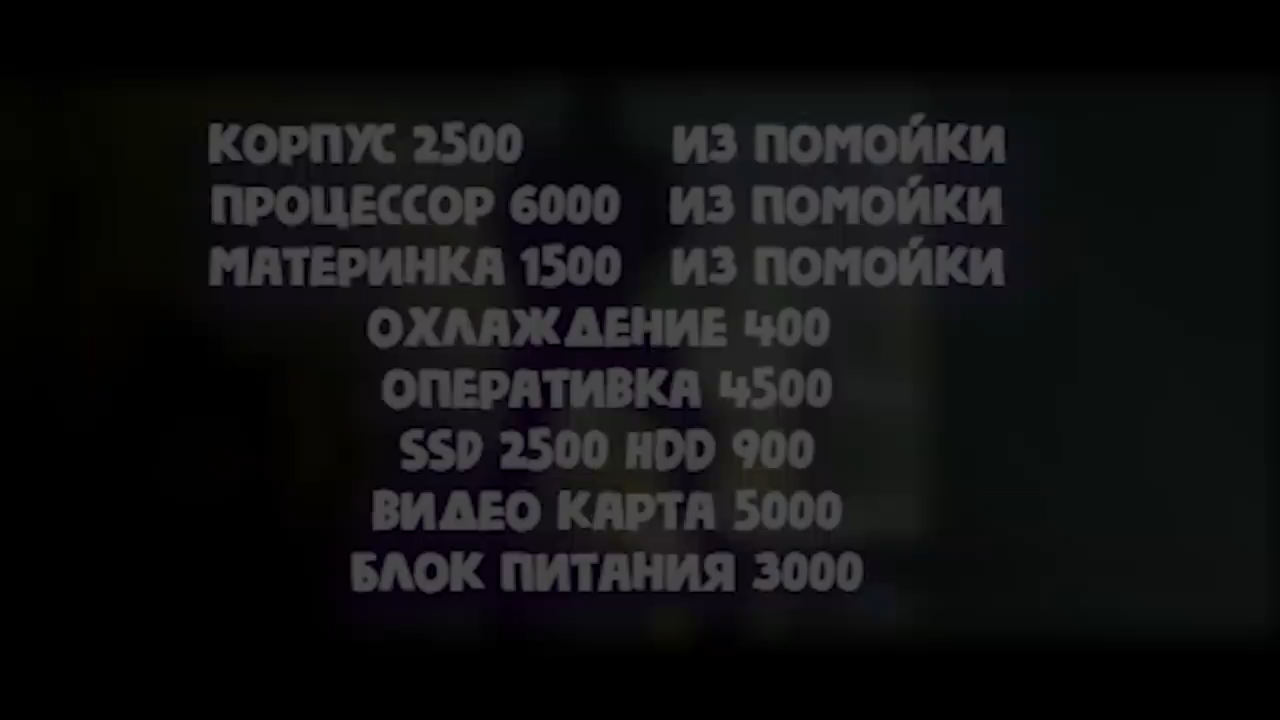 КОРПУС 2500 ИЗ ПОМОЙКИ
ПРОЦЕССОР 6000 ИЗ ПОМОЙКИ
МАТЕРИНКА 1500 ИЗ ПОМОЙКИ
ОХЛАЖДЕНИЕ 400
ОПЕРАТИВКА 4500
SSD 2500 HDD 900
ВИДЕО КАРТА 5000
БЛОК ПИТАНИЯ 3000